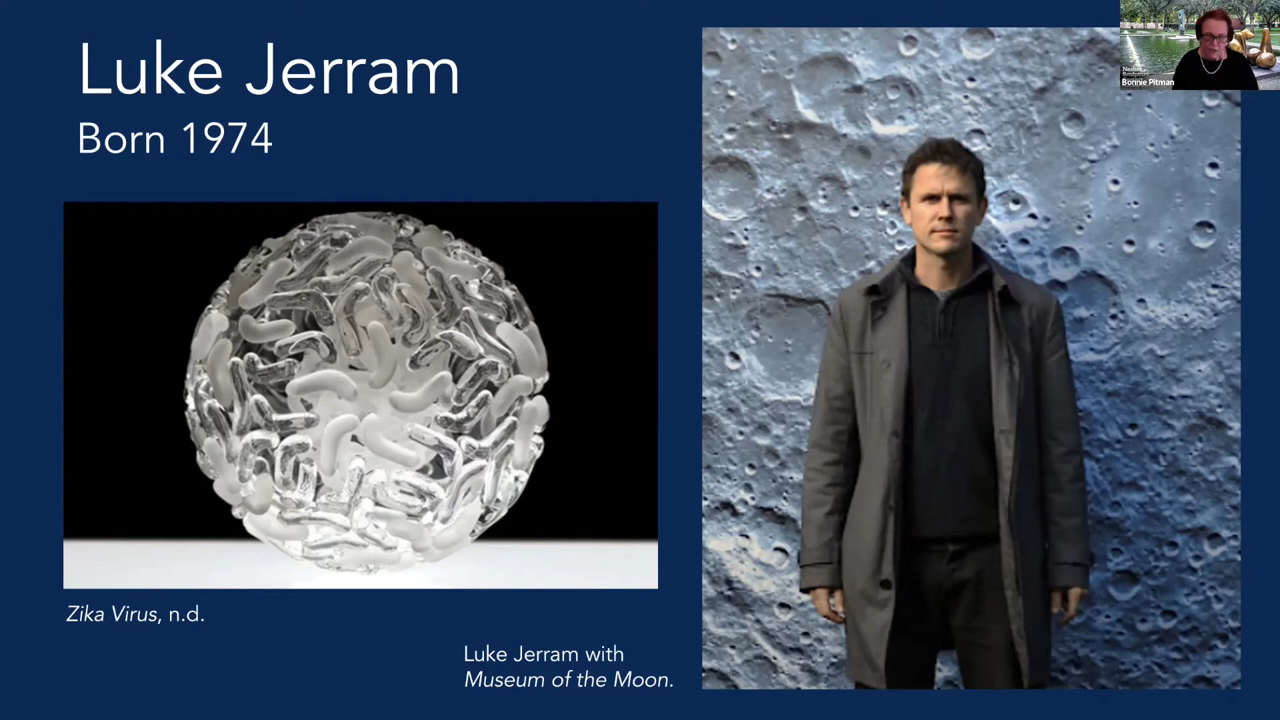 Luke Jerram
Born 1974
Zika Virus, n.d.
Luke Jerram with
Museum of the Moon.
Bonnie Pitman